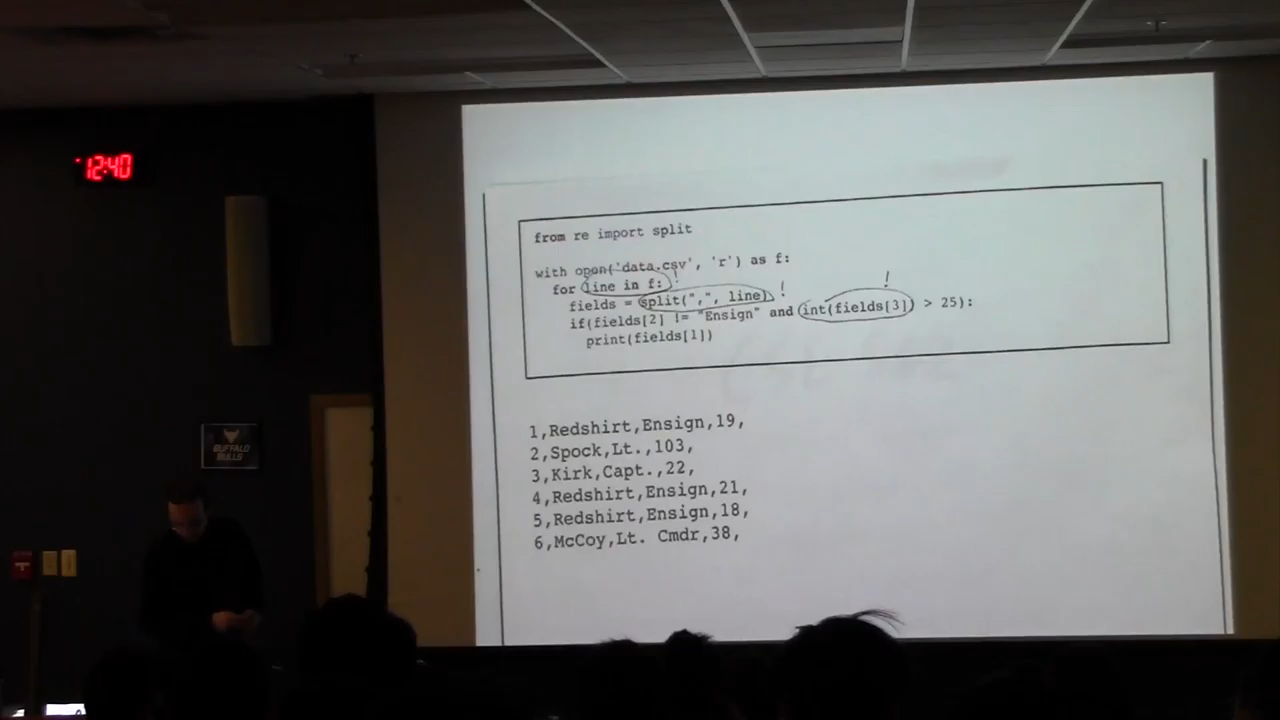 12:40
from re import split
with open('data.csv', 'r') as f:
for line in f:
fields = split(",", line)
if(fields[2] != "Ensign" and int(fields[3]) > 25):
print(fields[1])
! ! !
1,Redshirt,Ensign,19,
2,Spock,Lt.,103,
3,Kirk,Capt.,22,
4,Redshirt,Ensign,21,
5,Redshirt,Ensign,18,
6,McCoy,Lt. Cmdr,38,
BUFFALO
BULLS